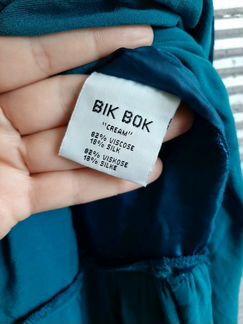 BIK BOK
"CREAM"
82% VISCOSE
18% SILK
82% VISKOSE
18% SILKE